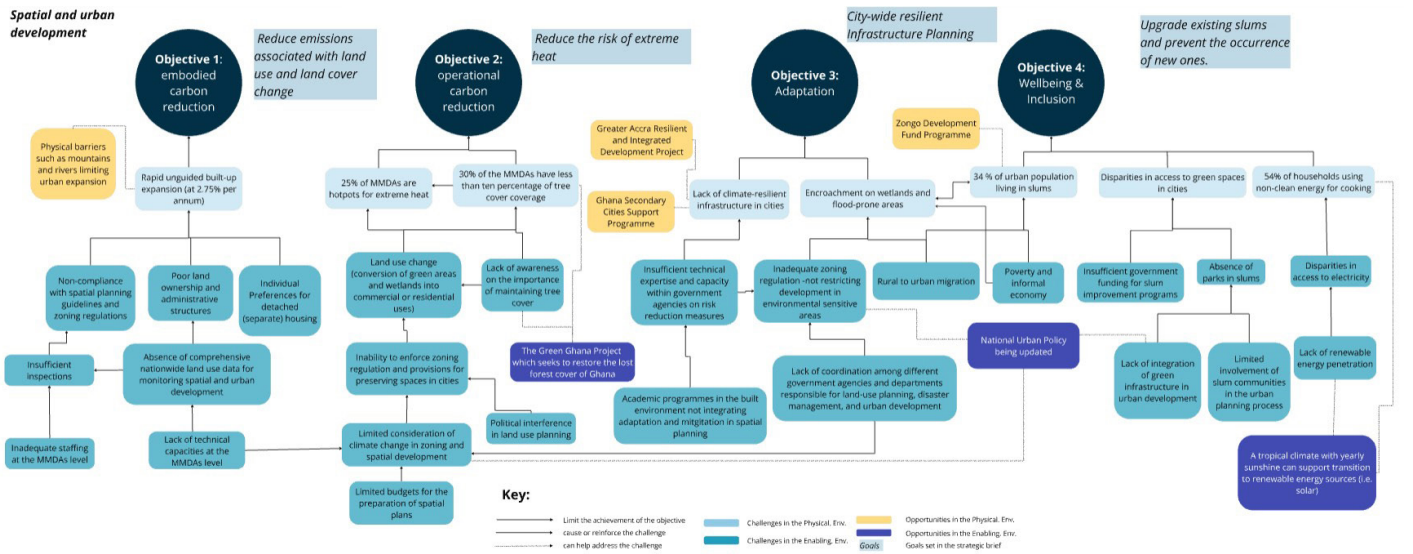 Spatial and urban
development
Objective 1:
embodied
carbon
reduction
Reduce emissions
associated with land
use and land cover
change
Objective 2:
operational
carbon
reduction
Reduce the risk of extreme
heat
Objective 3:
Adaptation
City-wide resilient
Infrastructure Planning
Objective 4:
Wellbeing &
Inclusion
Upgrade existing slums
and prevent the occurrence
of new ones.
Physical barriers
such as mountains
and rivers limiting
urban expansion
Rapid unguided built-up
expansion (at 2.75% per
annum)
25% of MMDAs are
hotpots for extreme heat
30% of the MMDAs have less
than ten percentage of tree
cover coverage
Greater Accra Resilient
and Integrated
Development Project
Ghana Secondary
Cities Support
Programme
Lack of climate-resilient
infrastructure in cities
Encroachment on wetlands and
flood-prone areas
Zongo Development
Fund Programme
34 % of urban population
living in slums
Disparities in access to green spaces
in cities
54% of households using
non-clean energy for cooking
Non-compliance
with spatial planning
guidelines and
zoning regulations
Poor land
ownership and
administrative
structures
Individual
Preferences for
detached
(separate) housing
Land use change
(conversion of green areas
and wetlands into
commercial or residential
uses)
Lack of awareness
on the importance
of maintaining tree
cover
Insufficient technical
expertise and capacity
within government
agencies on risk
reduction measures
Inadequate zoning
regulation -not restricting
development in
environmental sensitive
areas
Rural to urban migration
Poverty and
informal
economy
Insufficient government
funding for slum
improvement programs
Absence of
parks in slums
Disparities in
access to electricity
Insufficient
inspections
Absence of comprehensive
nationwide land use data for
monitoring spatial and urban
development
Inability to enforce zoning
regulation and provisions for
preserving spaces in cities
The Green Ghana Project
which seeks to restore the lost
forest cover of Ghana
Academic programmes in the built
environment not integrating
adaptation and mitgitation in spatial
planning
Lack of coordination among different
government agencies and departments
responsible for land-use planning, disaster
management, and urban development
National Urban Policy
being updated
Lack of integration
of green
infrastructure in
urban development
Limited
involvement of
slum communities
in the urban
planning process
Lack of renewable
energy penetration
Inadequate staffing
at the MMDAs level
Lack of technical
capacities at the
MMDAs level
Limited consideration of
climate change in zoning and
spatial development
Political interference
in land use planning
Limited budgets for the
preparation of spatial
plans
A tropical climate with yearly
sunshine can support transition
to renewable energy sources (i.e.
solar)
Key:
Limit the achievement of the objective
cause or reinforce the challenge
can help address the challenge
Challenges in the Physical. Env.
Challenges in the Enabling, Env.
Opportunities in the Physical. Env.
Opportunities in the Enabling, Env.
Goals
Goals set in the strategic brief